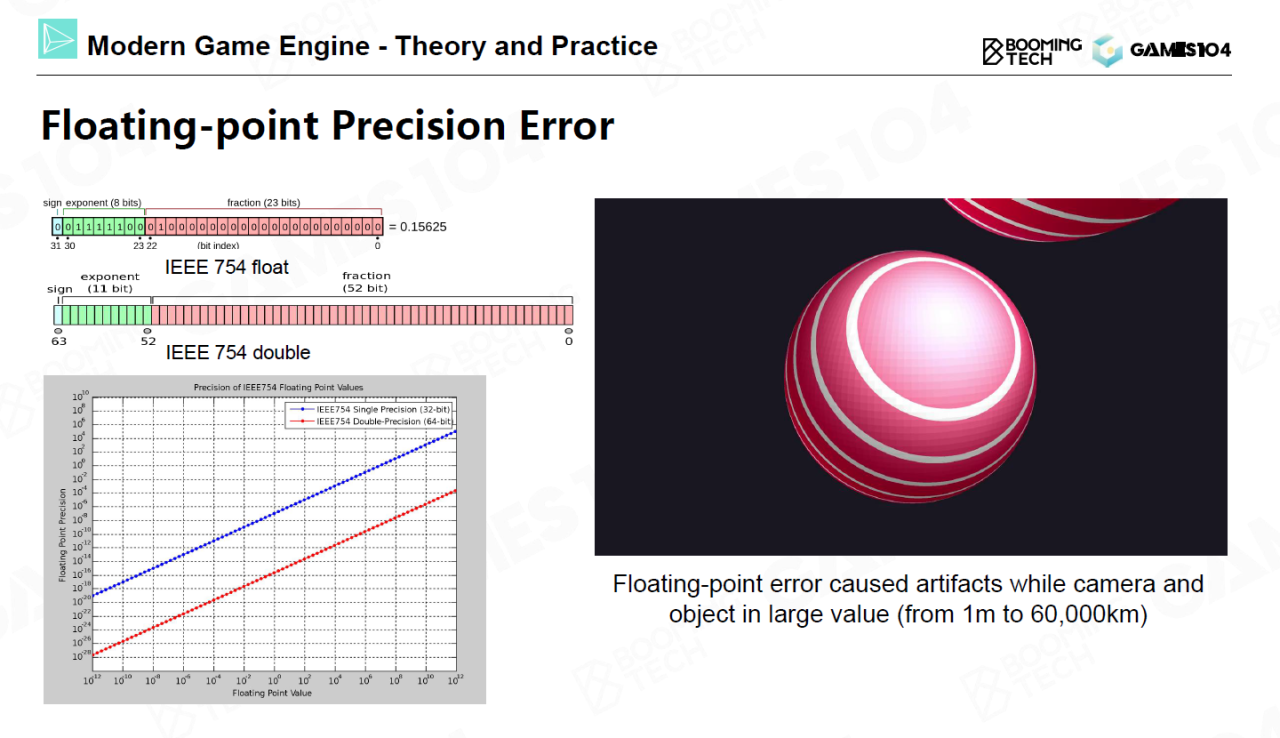 Modern Game Engine - Theory and Practice
BOOMING
TECH
GAMES104
Floating-point Precision Error
sign exponent (8 bits) fraction (23 bits)
0 0 1 1 1 1 1 0 0 0 1 0 0 0 0 0 0 0 0 0 0 0 0 0 0 0 0 0 0 0 0 0 = 0.15625
31 30 23 22 (bit index) 0
IEEE 754 float
exponent
(11 bit)
fraction
(52 bit)
sign
63 52 0
IEEE 754 double
Precision of IEEE754 Floating Point Values
IEEE754 Single Precision (32-bit)
IEEE754 Double-Precision (64-bit
Floating Point Precision
10^10
10^8
10^6
10^4
10^2
10^0
10^-2
10^-4
10^-6
10^-8
10^-10
10^-12
10^-14
10^-16
10^-18
10^-20
10^-22
10^-24
10^-26
10^-28
10^-12 10^-10 10^-8 10^-6 10^-4 10^-2 10^0 10^2 10^4 10^6 10^8 10^10 10^12
Floating Point Value
Floating-point error caused artifacts while camera and
object in large value (from 1m to 60,000km)